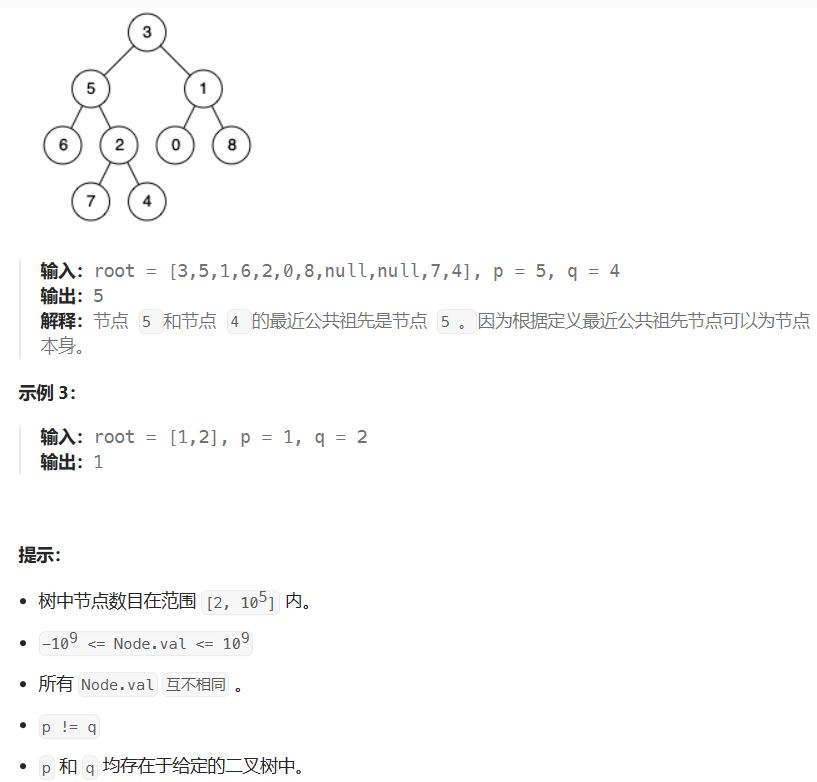 3
5 1
6 2 0 8
7 4
输入：root = [3,5,1,6,2,0,8,null,null,7,4], p = 5, q = 4
输出：5
解释：节点 5 和节点 4 的最近公共祖先是节点 5 。因为根据定义最近公共祖先节点可以为节点
本身。
示例 3：
输入：root = [1,2], p = 1, q = 2
输出：1
提示：
• 树中节点数目在范围 [2, 10⁵] 内。
• -10⁹ <= Node.val <= 10⁹
• 所有 Node.val 互不相同 。
• p != q
• p 和 q 均存在于给定的二叉树中。